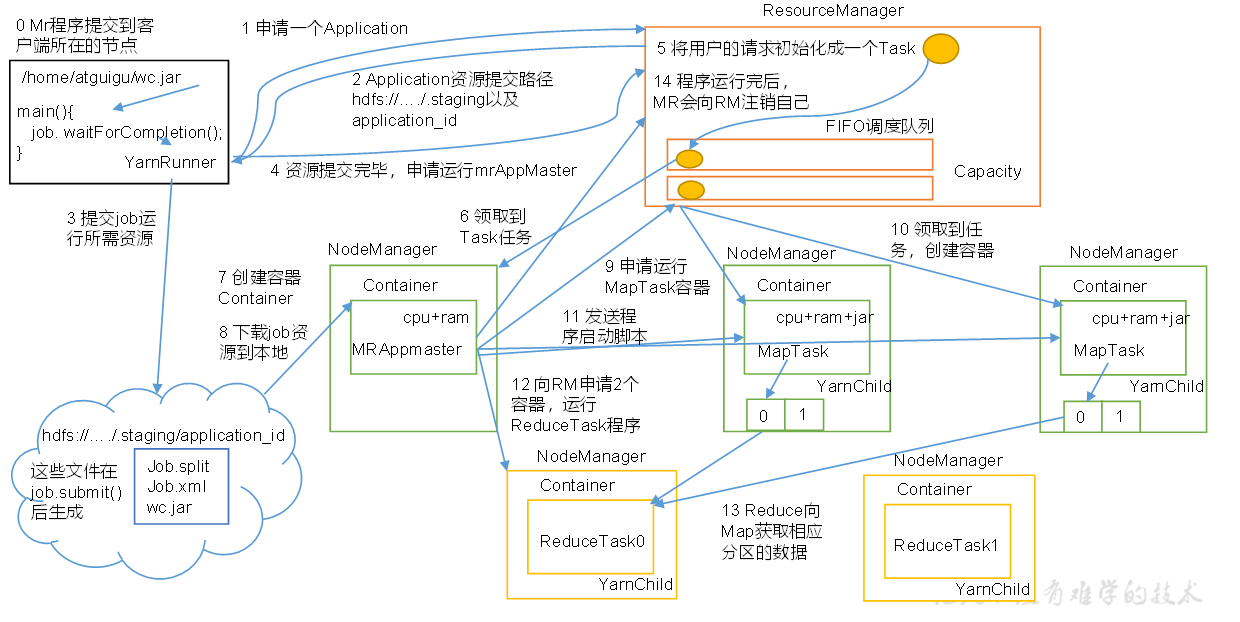 0 Mr程序提交到客
户端所在的节点
/home/atguigu/wc.jar
main(){
job. waitForCompletion();
}
YarnRunner
1 申请一个Application
2 Application资源提交路径
hdfs://…./.staging以及
application_id
4 资源提交完毕，申请运行mrAppMaster
ResourceManager
5 将用户的请求初始化成一个Task
14 程序运行完后，
MR会向RM注销自己
FIFO调度队列
Capacity
3 提交job运
行所需资源
6 领取到
Task任务
7 创建容器
Container
8 下载job资
源到本地
NodeManager
Container
cpu+ram
MRAppmaster
9 申请运行
MapTask容器
10 领取到任
务，创建容器
11 发送程
序启动脚本
NodeManager
Container
cpu+ram+jar
MapTask
YarnChild
0
1
NodeManager
Container
cpu+ram+jar
MapTask
YarnChild
0
1
12 向RM申请2个
容器，运行
ReduceTask程序
hdfs://…./.staging/application_id
这些文件在
job.submit()
后生成
Job.split
Job.xml
wc.jar
NodeManager
Container
ReduceTask0
YarnChild
13 Reduce向
Map获取相应
分区的数据
NodeManager
Container
ReduceTask1
YarnChild
有难学的技术